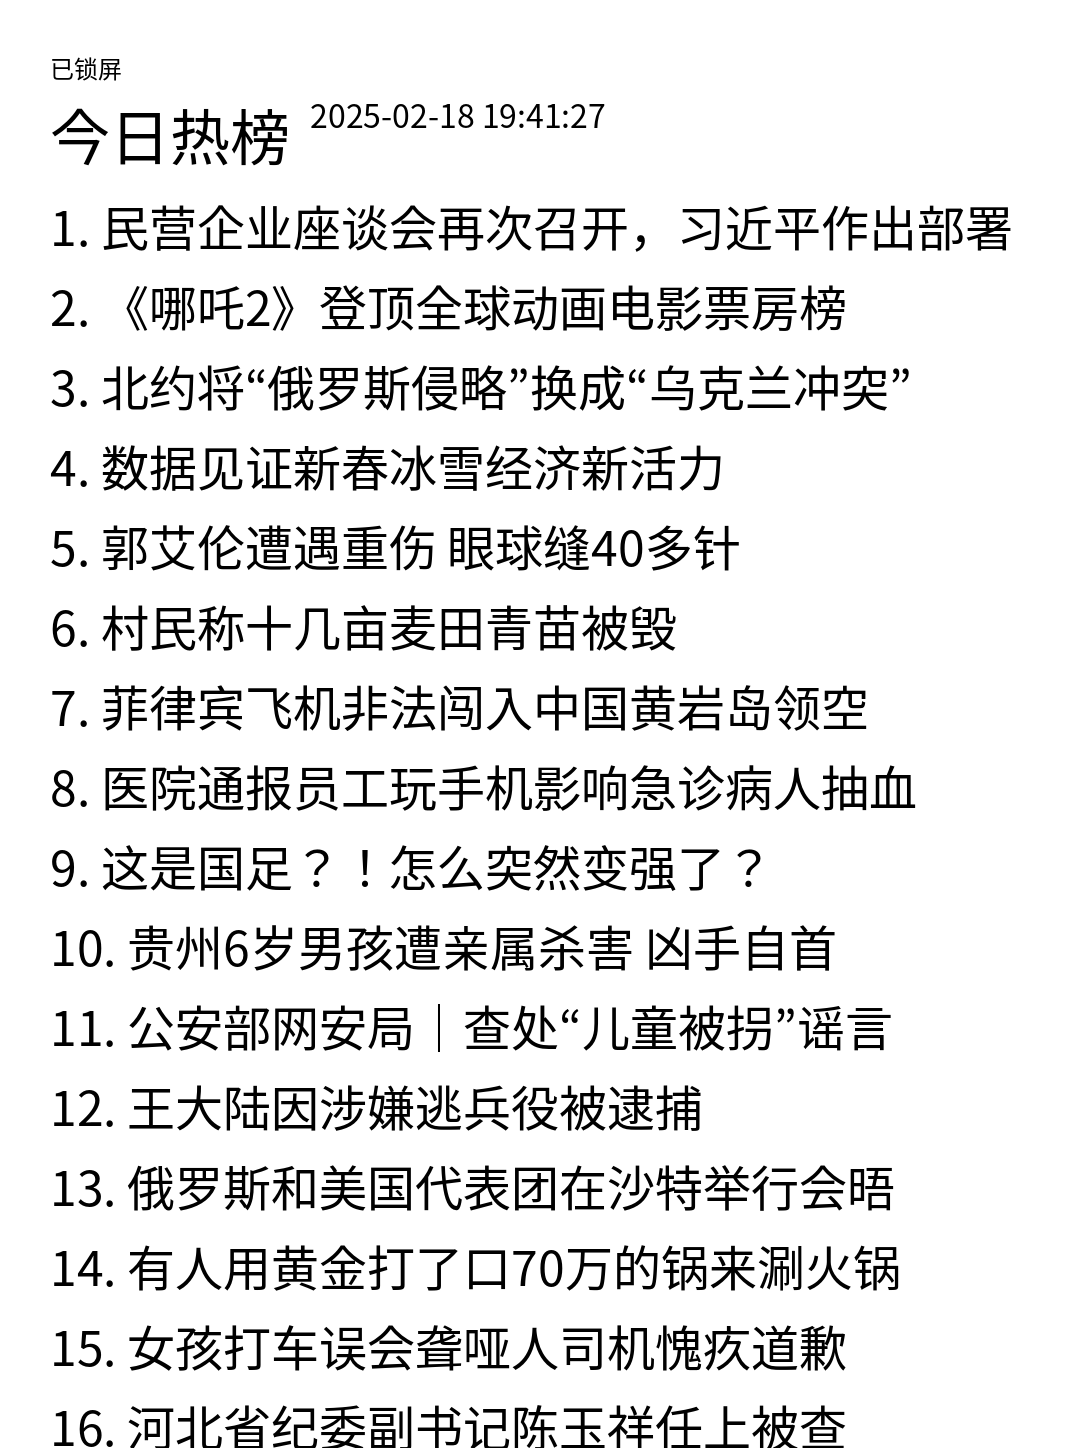 已锁屏
今日热榜 2025-02-18 19:41:27
1. 民营企业座谈会再次召开，习近平作出部署
2. 《哪吒2》登顶全球动画电影票房榜
3. 北约将“俄罗斯侵略”换成“乌克兰冲突”
4. 数据见证新春冰雪经济新活力
5. 郭艾伦遭遇重伤 眼球缝40多针
6. 村民称十几亩麦田青苗被毁
7. 菲律宾飞机非法闯入中国黄岩岛领空
8. 医院通报员工玩手机影响急诊病人抽血
9. 这是国足？！怎么突然变强了？
10. 贵州6岁男孩遭亲属杀害 凶手自首
11. 公安部网安局｜查处“儿童被拐”谣言
12. 王大陆因涉嫌逃兵役被逮捕
13. 俄罗斯和美国代表团在沙特举行会晤
14. 有人用黄金打了口70万的锅来涮火锅
15. 女孩打车误会聋哑人司机愧疚道歉
16. 河北省纪委副书记陈玉祥任上被查